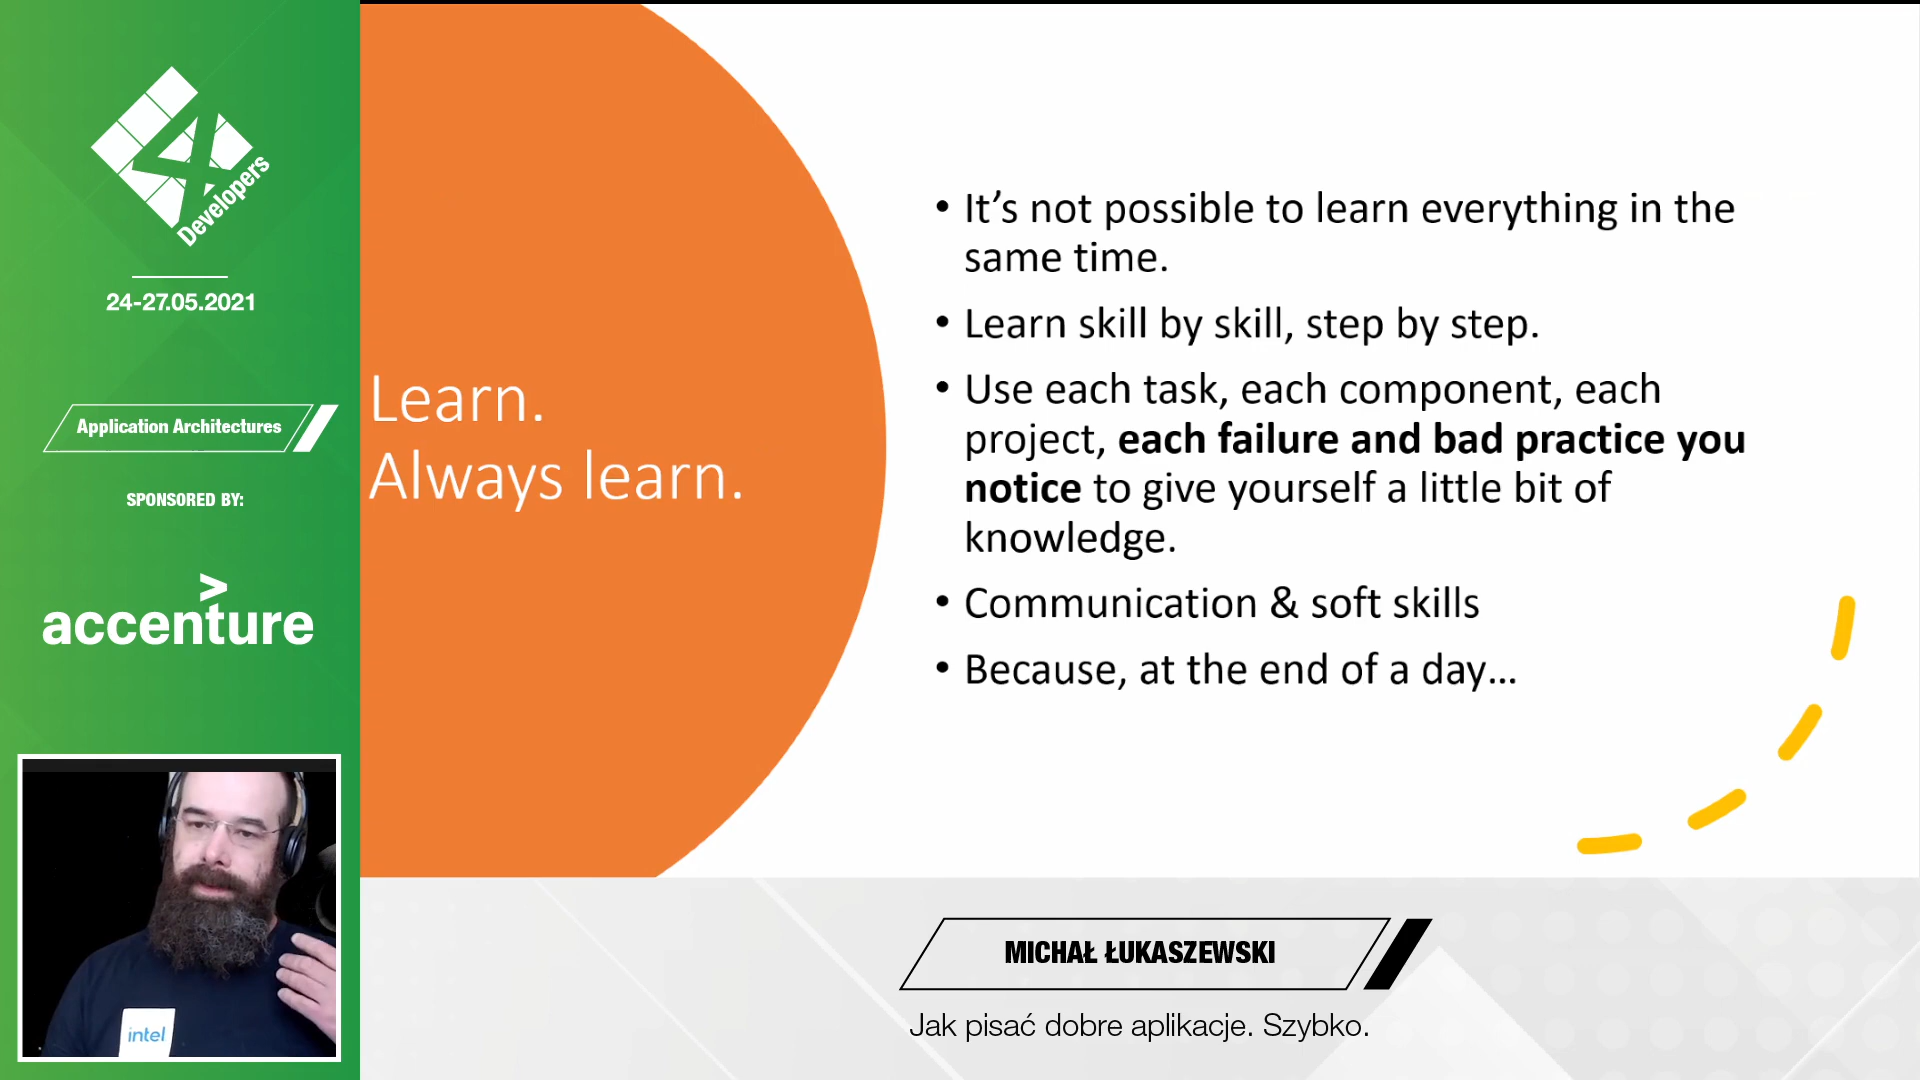 4
Developers
24-27.05.2021
Application Architectures
SPONSORED BY:
accenture
intel
Learn.
Always learn.
• It’s not possible to learn everything in the
same time.
• Learn skill by skill, step by step.
• Use each task, each component, each
project, each failure and bad practice you
notice to give yourself a little bit of
knowledge.
• Communication & soft skills
• Because, at the end of a day…
MICHAŁ ŁUKASZEWSKI
Jak pisać dobre aplikacje. Szybko.